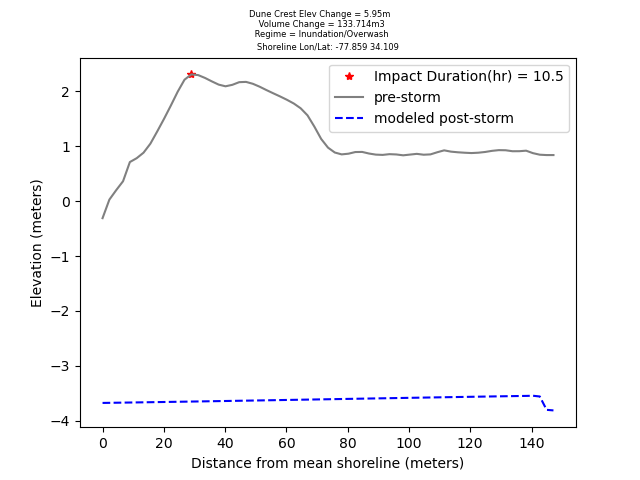 Dune Crest Elev Change = 5.95m
Volume Change = 133.714m3
Regime = Inundation/Overwash
Shoreline Lon/Lat: -77.859 34.109
Impact Duration(hr) = 10.5
pre-storm
modeled post-storm
Elevation (meters)
2
1
0
−1
−2
−3
−4
0 20 40 60 80 100 120 140
Distance from mean shoreline (meters)